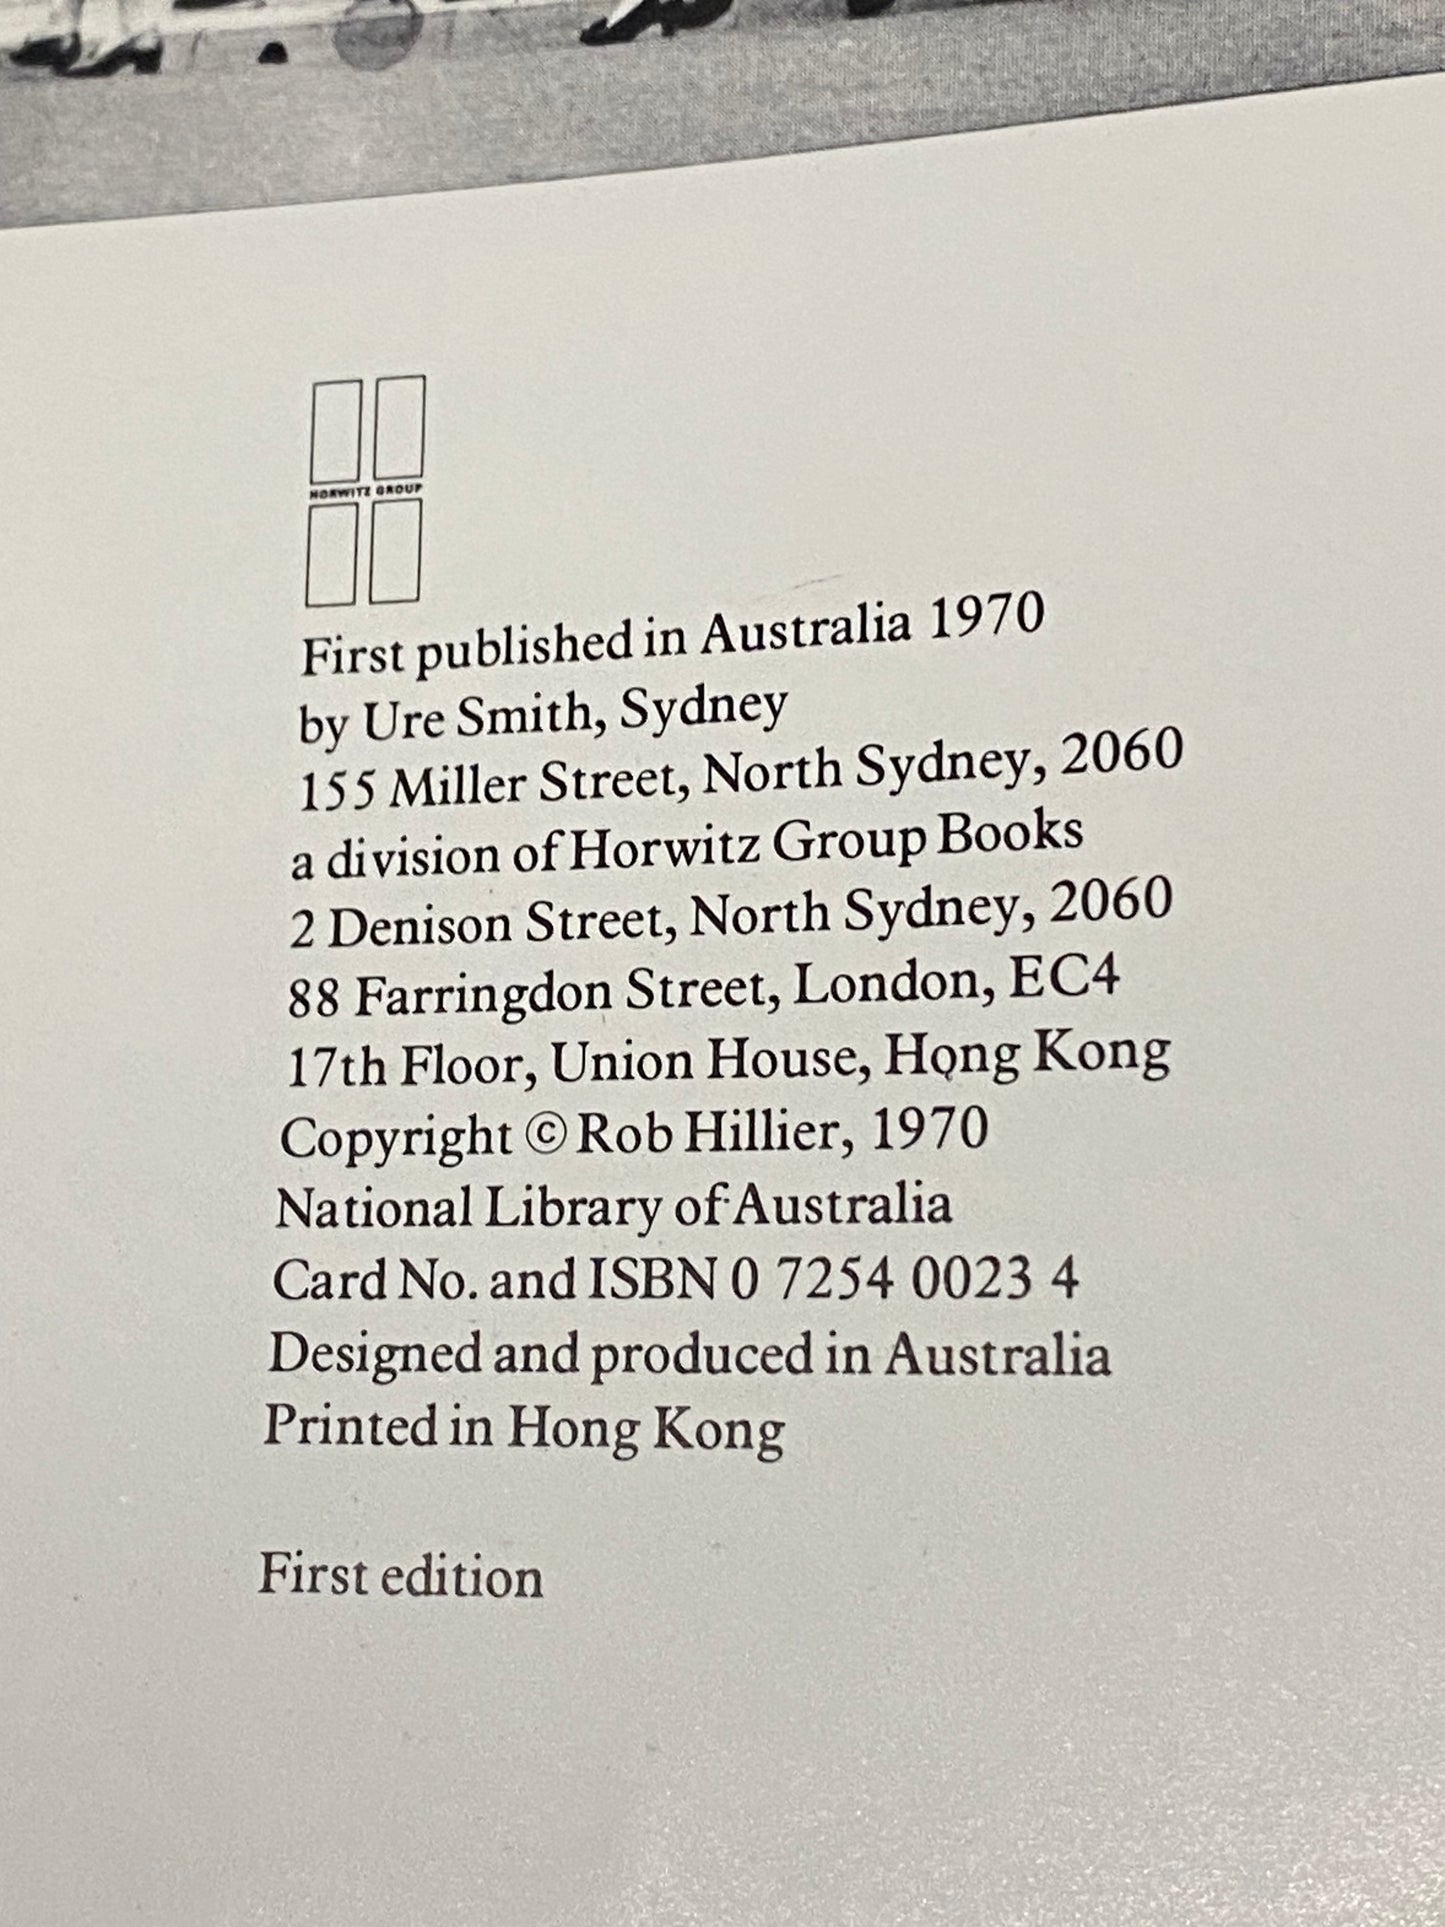 HORWITZ GROUP
First published in Australia 1970
by Ure Smith, Sydney
155 Miller Street, North Sydney, 2060
a division of Horwitz Group Books
2 Denison Street, North Sydney, 2060
88 Farringdon Street, London, EC4
17th Floor, Union House, Hong Kong
Copyright © Rob Hillier, 1970
National Library of Australia
Card No. and ISBN 0 7254 0023 4
Designed and produced in Australia
Printed in Hong Kong
First edition